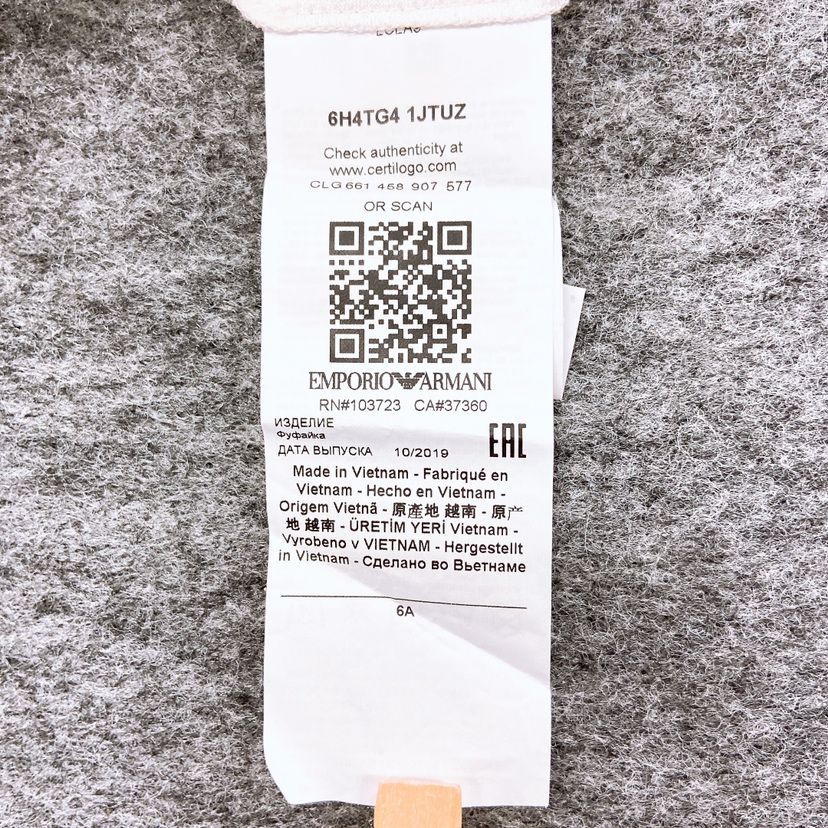 6H4TG4 1JTUZ
Check authenticity at
www.certilogo.com
CLG 661 458 907 577
OR SCAN
EMPORIO ARMANI
RN#103723 CA#37360
ИЗДЕЛИЕ
Фуфайка
ДАТА ВЫПУСКА 10/2019
EAC
Made in Vietnam - Fabriqué en
Vietnam - Hecho en Vietnam -
Origem Vietnã - 原產地 越南 - 原产
地 越南 - ÜRETİM YERİ Vietnam -
Vyrobeno v VIETNAM - Hergestellt
in Vietnam - Сделано во Вьетнаме
6A